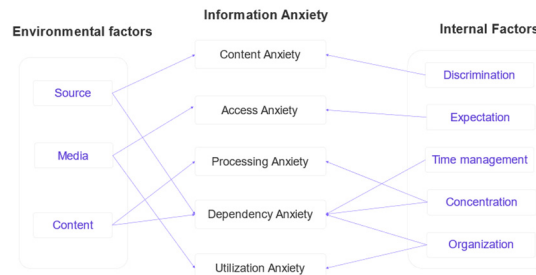 Information Anxiety
Environmental factors
Internal Factors
Content Anxiety
Access Anxiety
Processing Anxiety
Dependency Anxiety
Utilization Anxiety
Source
Media
Content
Discrimination
Expectation
Time management
Concentration
Organization